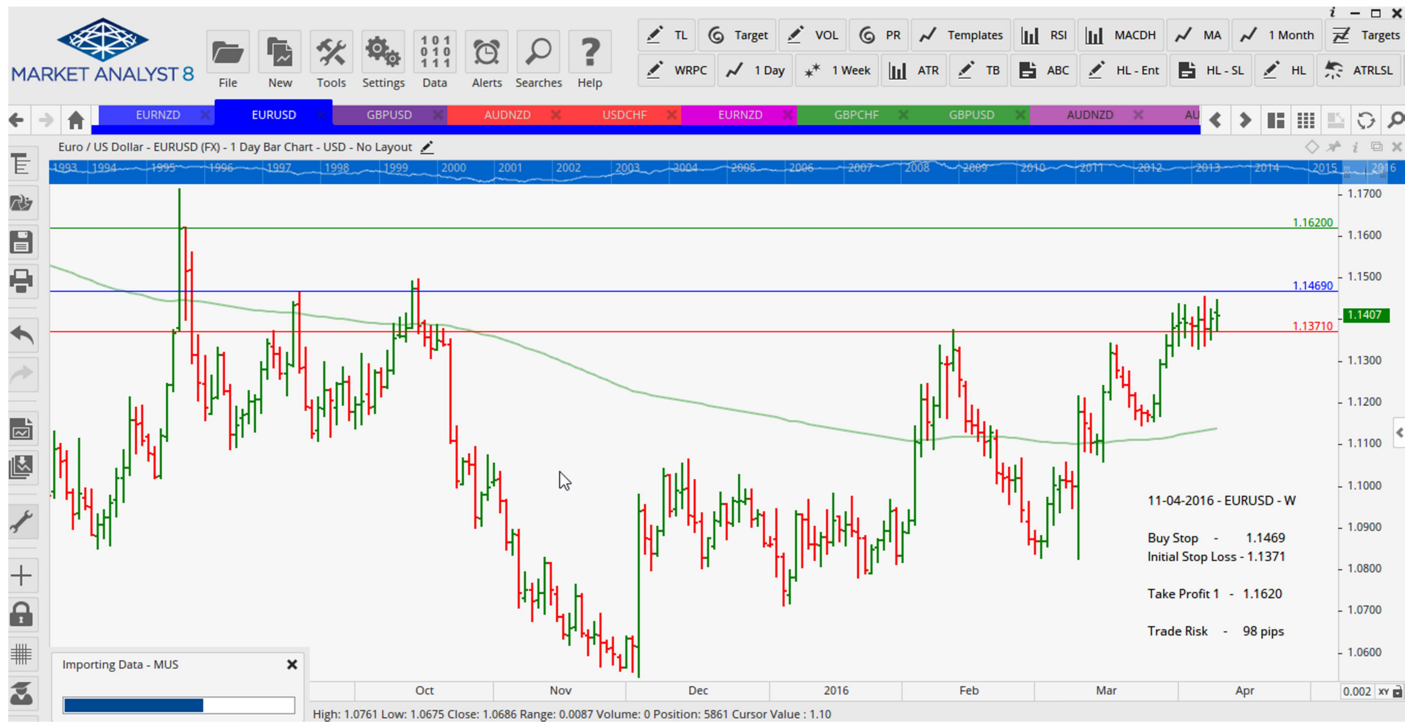 i
MARKET ANALYST 8
File New Tools Settings Data Alerts Searches Help
101
010
111
TL Target VOL PR Templates RSI MACDH MA 1 Month Targets
WRPC 1 Day 1 Week ATR TB ABC HL - Ent HL - SL HL ATRLSL
EURNZD EURUSD GBPUSD AUDNZD USDCHF EURNZD GBPCHF GBPUSD AUDNZD AU
Euro / US Dollar - EURUSD (FX) - 1 Day Bar Chart - USD - No Layout
i
1993 1994 1995 1996 1997 1998 1999 2000 2001 2002 2003 2004 2005 2006 2007 2008 2009 2010 2011 2012 2013 2014 2015 2016
1.1700
1.16200
1.1600
1.1500
1.14690
1.1407
1.13710
1.1300
1.1200
1.1100
1.1000
11-04-2016 - EURUSD - W
1.0900
Buy Stop - 1.1469
Initial Stop Loss - 1.1371
1.0800
Take Profit 1 - 1.1620
1.0700
Trade Risk - 98 pips
1.0600
Importing Data - MUS
Oct Nov Dec 2016 Feb Mar Apr
0.002 XY
High: 1.0761 Low: 1.0675 Close: 1.0686 Range: 0.0087 Volume: 0 Position: 5861 Cursor Value : 1.10